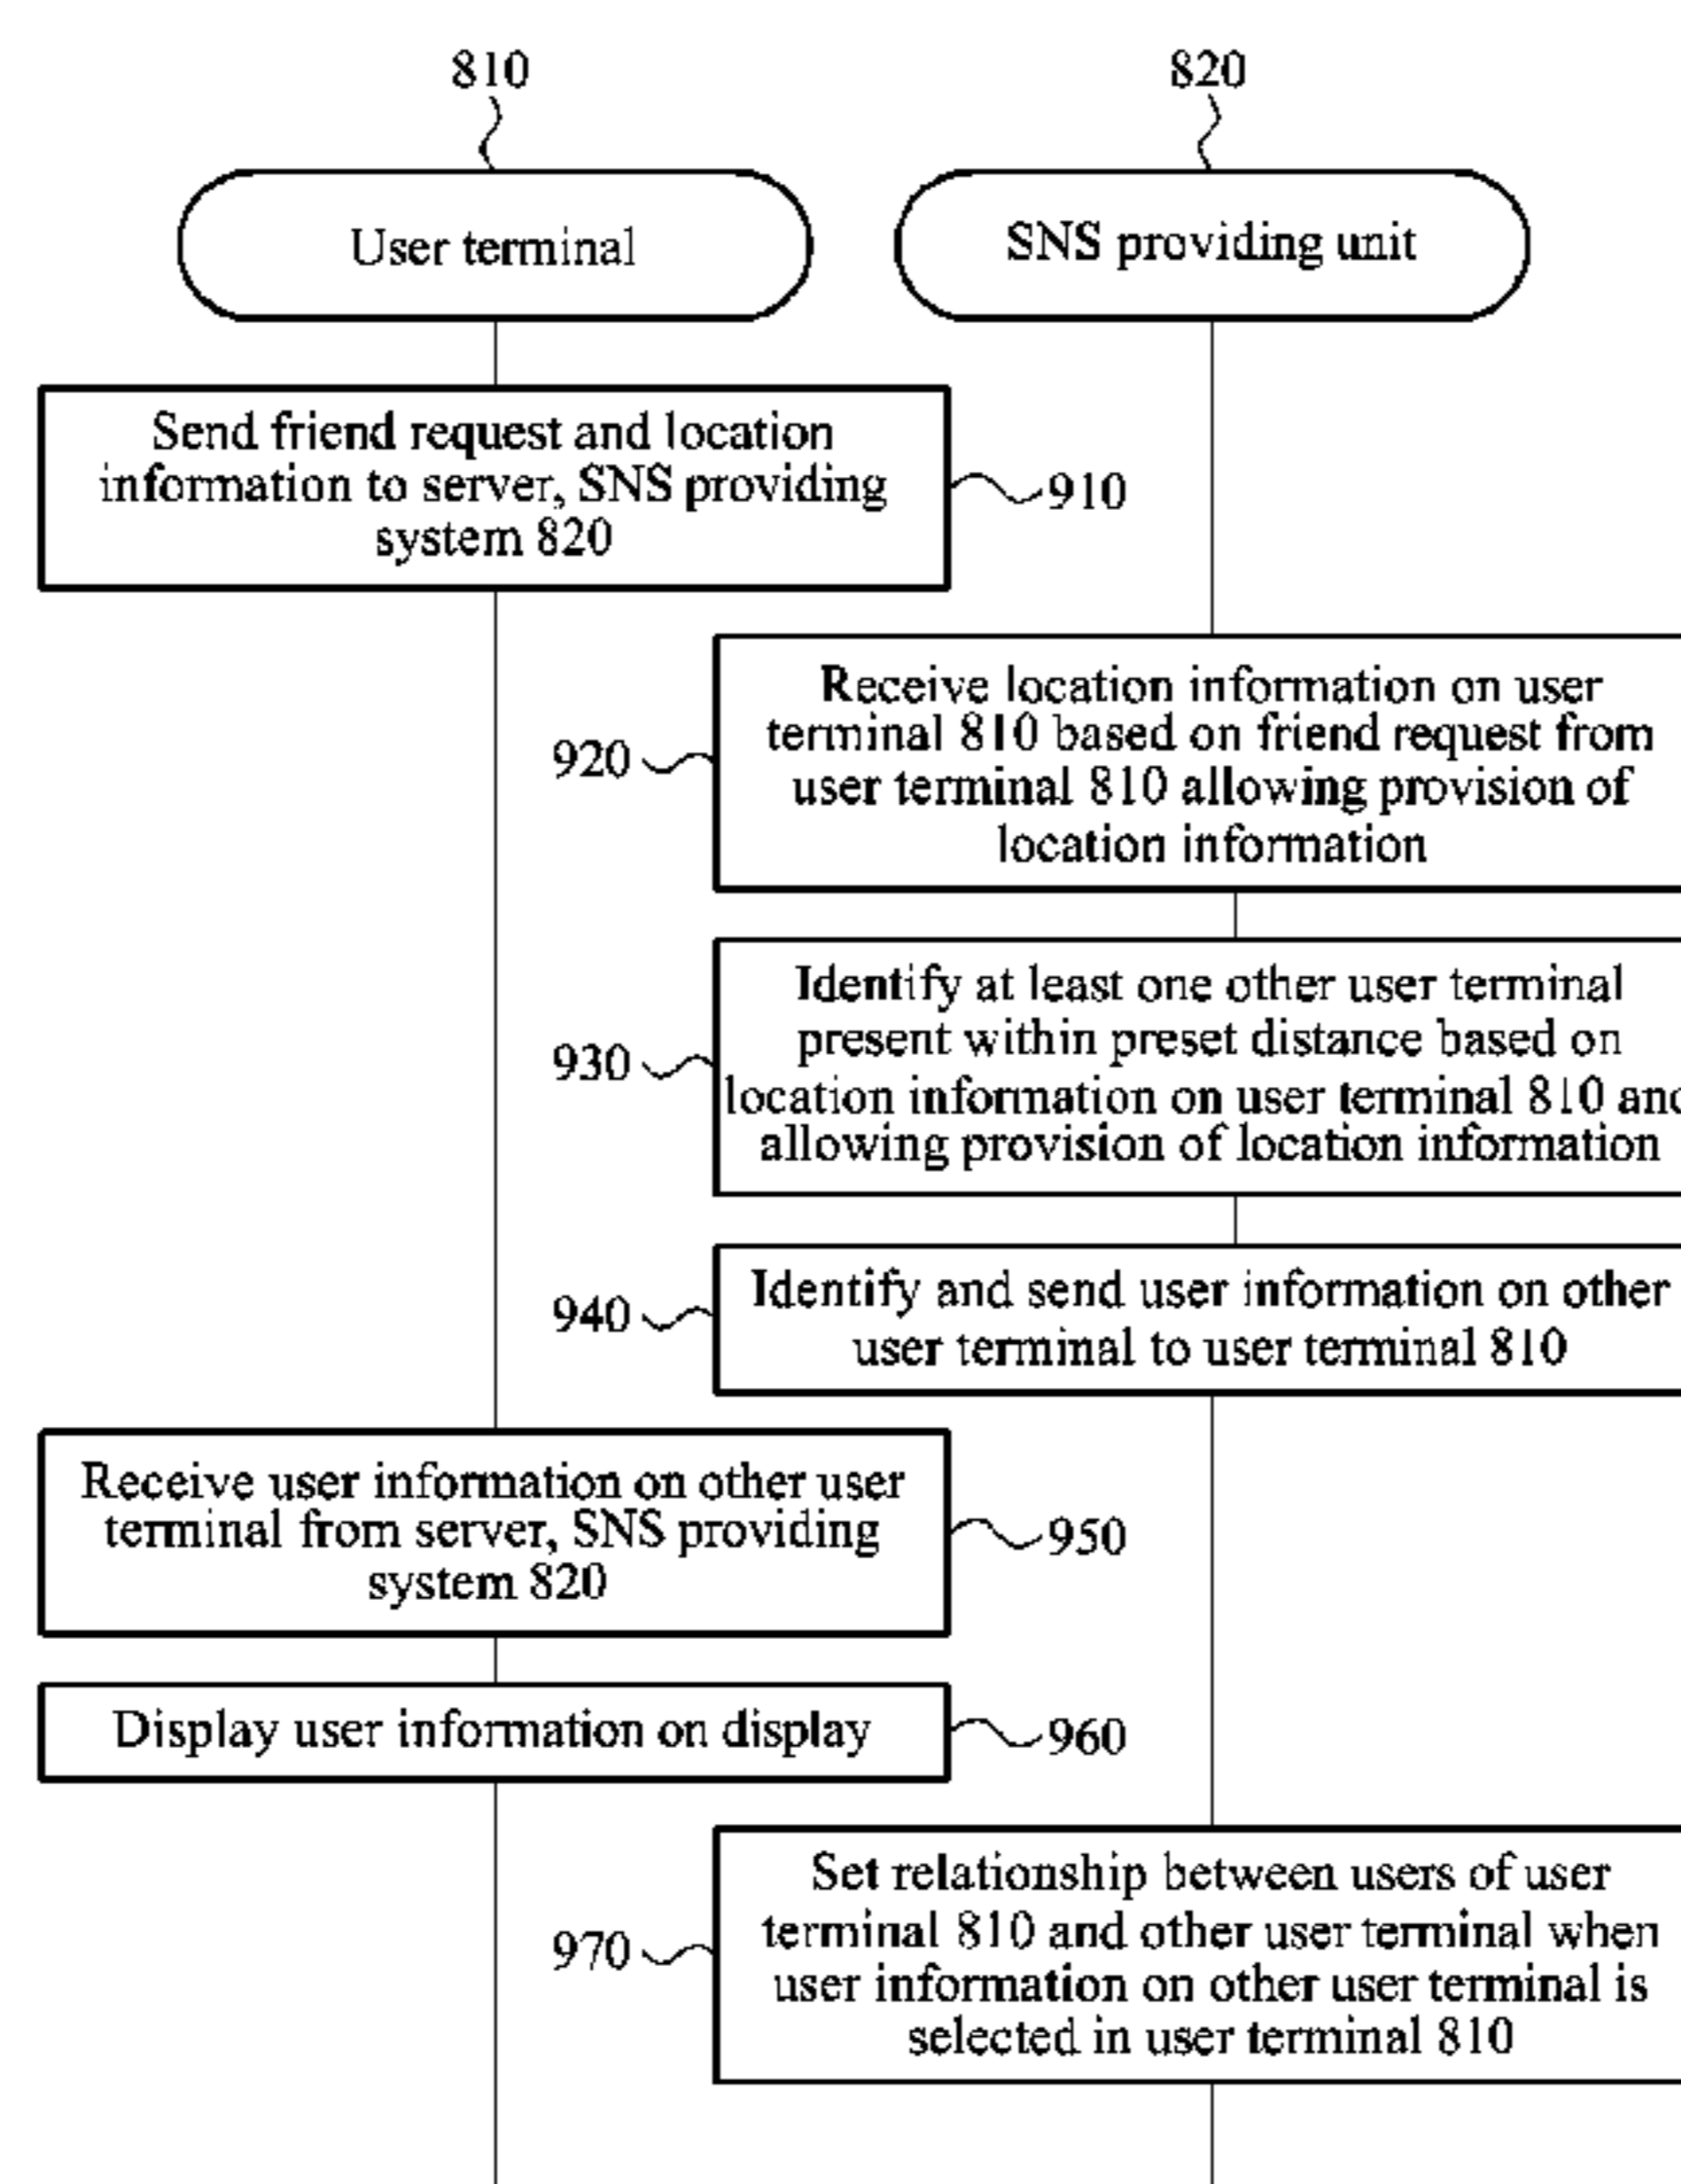 810
820
User terminal
SNS providing unit
Send friend request and location
information to server, SNS providing
system 820
910
Receive location information on user
terminal 810 based on friend request from
user terminal 810 allowing provision of
location information
920
Identify at least one other user terminal
present within preset distance based on
location information on user terminal 810 and
allowing provision of location information
930
Identify and send user information on other
user terminal to user terminal 810
940
Receive user information on other user
terminal from server, SNS providing
system 820
950
Display user information on display
960
Set relationship between users of user
terminal 810 and other user terminal when
user information on other user terminal is
selected in user terminal 810
970